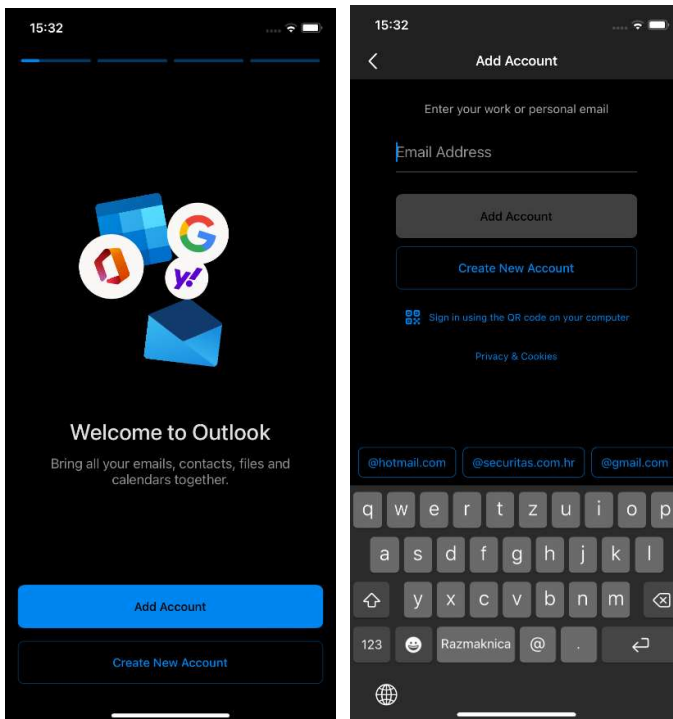 15:32
Y!
Welcome to Outlook
Bring all your emails, contacts, files and
calendars together.
Add Account
Create New Account
15:32
Add Account
Enter your work or personal email
Email Address
Add Account
Create New Account
Sign in using the QR code on your computer
Privacy & Cookies
@hotmail.com @securitas.com.hr @gmail.com
q w e r t z u i o p
a s d f g h j k l
y x c v b n m
123 Razmaknica @ .